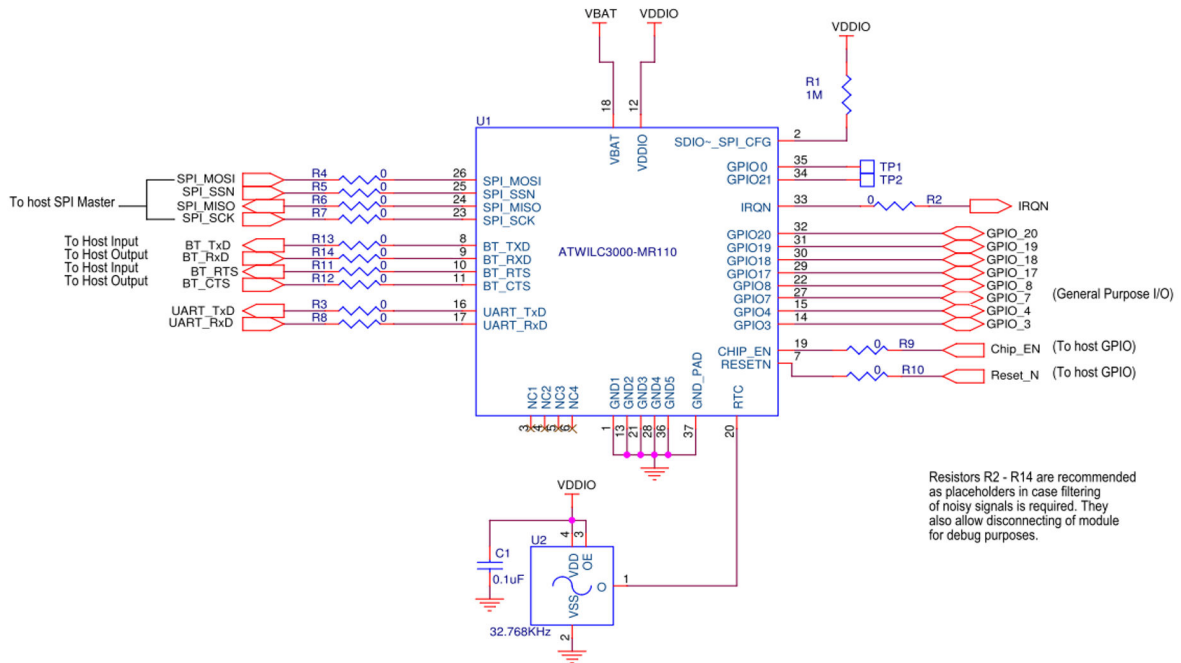 VBAT VDDIO
VDDIO
R1
1M
18 12
U1
VBAT VDDIO
SDIO~_SPI_CFG 2
GPIO0 35 TP1
GPIO21 34 TP2
IRQN 33 0 R2 IRQN
To host SPI Master
SPI_MOSI R4 0 26 SPI_MOSI
SPI_SSN R5 0 25 SPI_SSN
SPI_MISO R6 0 24 SPI_MISO
SPI_SCK R7 0 23 SPI_SCK
To Host Input BT_TxD R13 0 8 BT_TXD
To Host Output BT_RxD R14 0 9 BT_RXD
To Host Input BT_RTS R11 0 10 BT_RTS
To Host Output BT_CTS R12 0 11 BT_CTS
UART_TxD R3 0 16 UART_TxD
UART_RxD R8 0 17 UART_RxD
ATWILC3000-MR110
GPIO20 32 GPIO_20
GPIO19 31 GPIO_19
GPIO18 30 GPIO_18
GPIO17 29 GPIO_17
GPIO8 22 GPIO_8
GPIO7 27 GPIO_7
GPIO4 15 GPIO_4
GPIO3 14 GPIO_3
(General Purpose I/O)
CHIP_EN 19 0 R9 Chip_EN (To host GPIO)
RESETN 7 0 R10 Reset_N (To host GPIO)
NC1 NC2 NC3 NC4 GND1 GND2 GND3 GND4 GND5 GND_PAD RTC
3 4 5 6 1 13 21 28 36 37 20
Resistors R2 - R14 are recommended
as placeholders in case filtering
of noisy signals is required. They
also allow disconnecting of module
for debug purposes.
VDDIO
U2 4 3
C1
0.1uF
VDD OE
O 1
VSS
32.768KHz 2